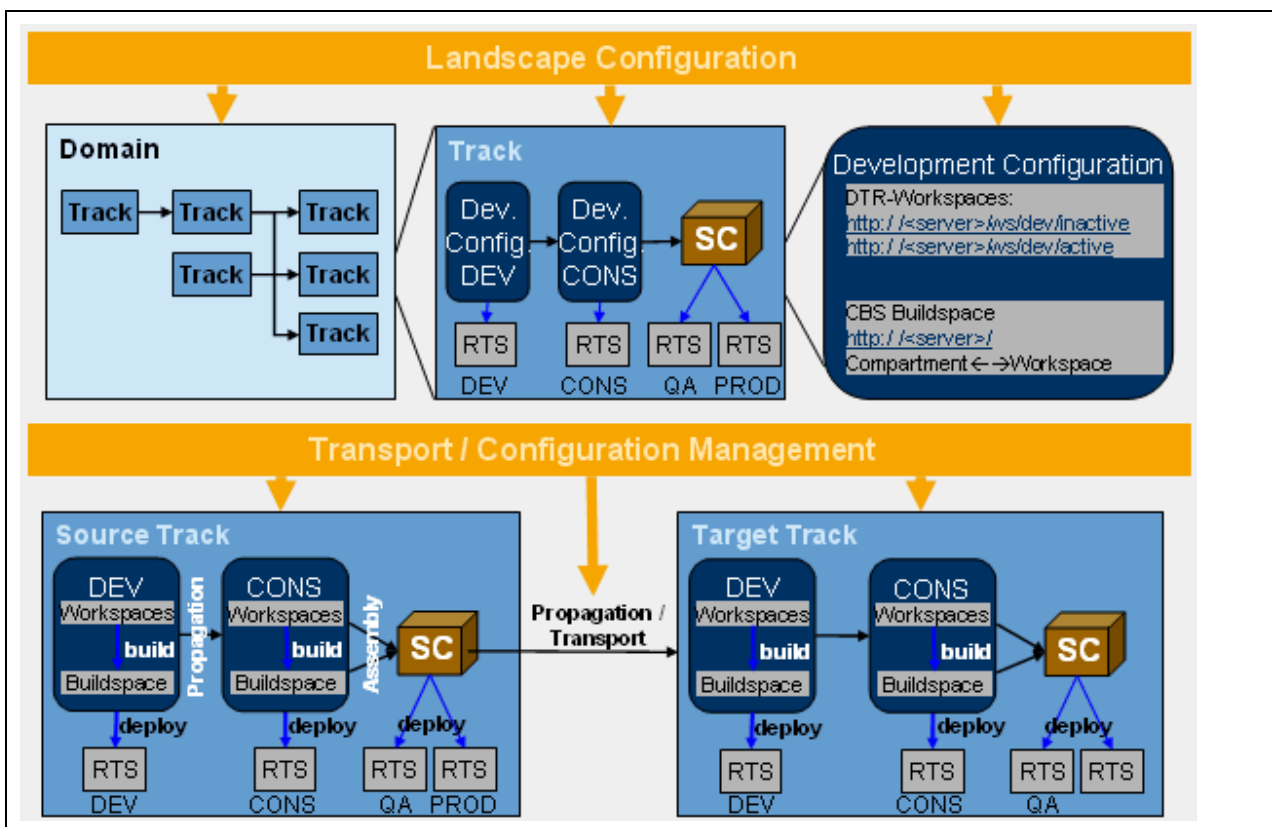 Landscape Configuration
Domain
Track
Track
Track
Track
Track
Track
Track
Dev.
Config.
DEV
Dev.
Config.
CONS
SC
RTS
RTS
RTS
RTS
DEV
CONS
QA
PROD
Development Configuration
DTR-Workspaces:
http://<server>/ws/dev/inactive
http://<server>/ws/dev/active
CBS Buildspace
http://<server>/
Compartment ←→Workspace
Transport / Configuration Management
Source Track
DEV
Workspaces
build
Buildspace
Propagation
CONS
Workspaces
build
Buildspace
Assembly
SC
deploy
deploy
deploy
RTS
RTS
RTS
RTS
DEV
CONS
QA
PROD
Propagation /
Transport
Target Track
DEV
Workspaces
build
Buildspace
CONS
Workspaces
build
Buildspace
SC
deploy
deploy
deploy
RTS
RTS
RTS
RTS
DEV
CONS
QA